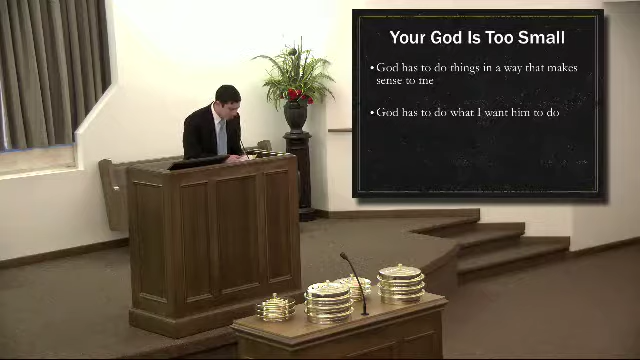 Your God Is Too Small
• God has to do things in a way that makes
sense to me
• God has to do what I want him to do